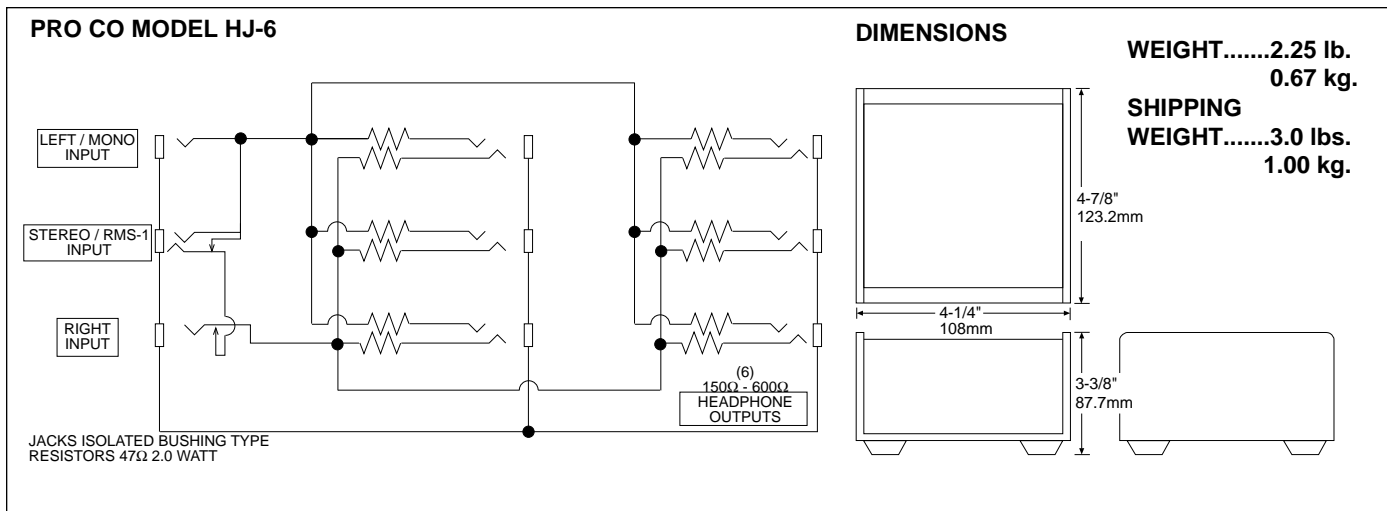 PRO CO MODEL HJ-6
LEFT / MONO
INPUT
STEREO / RMS-1
INPUT
RIGHT
INPUT
(6)
150Ω - 600Ω
HEADPHONE
OUTPUTS
JACKS ISOLATED BUSHING TYPE
RESISTORS 47Ω 2.0 WATT
DIMENSIONS
WEIGHT.......2.25 lb.
0.67 kg.
SHIPPING
WEIGHT.......3.0 lbs.
1.00 kg.
4-7/8"
123.2mm
4-1/4"
108mm
3-3/8"
87.7mm